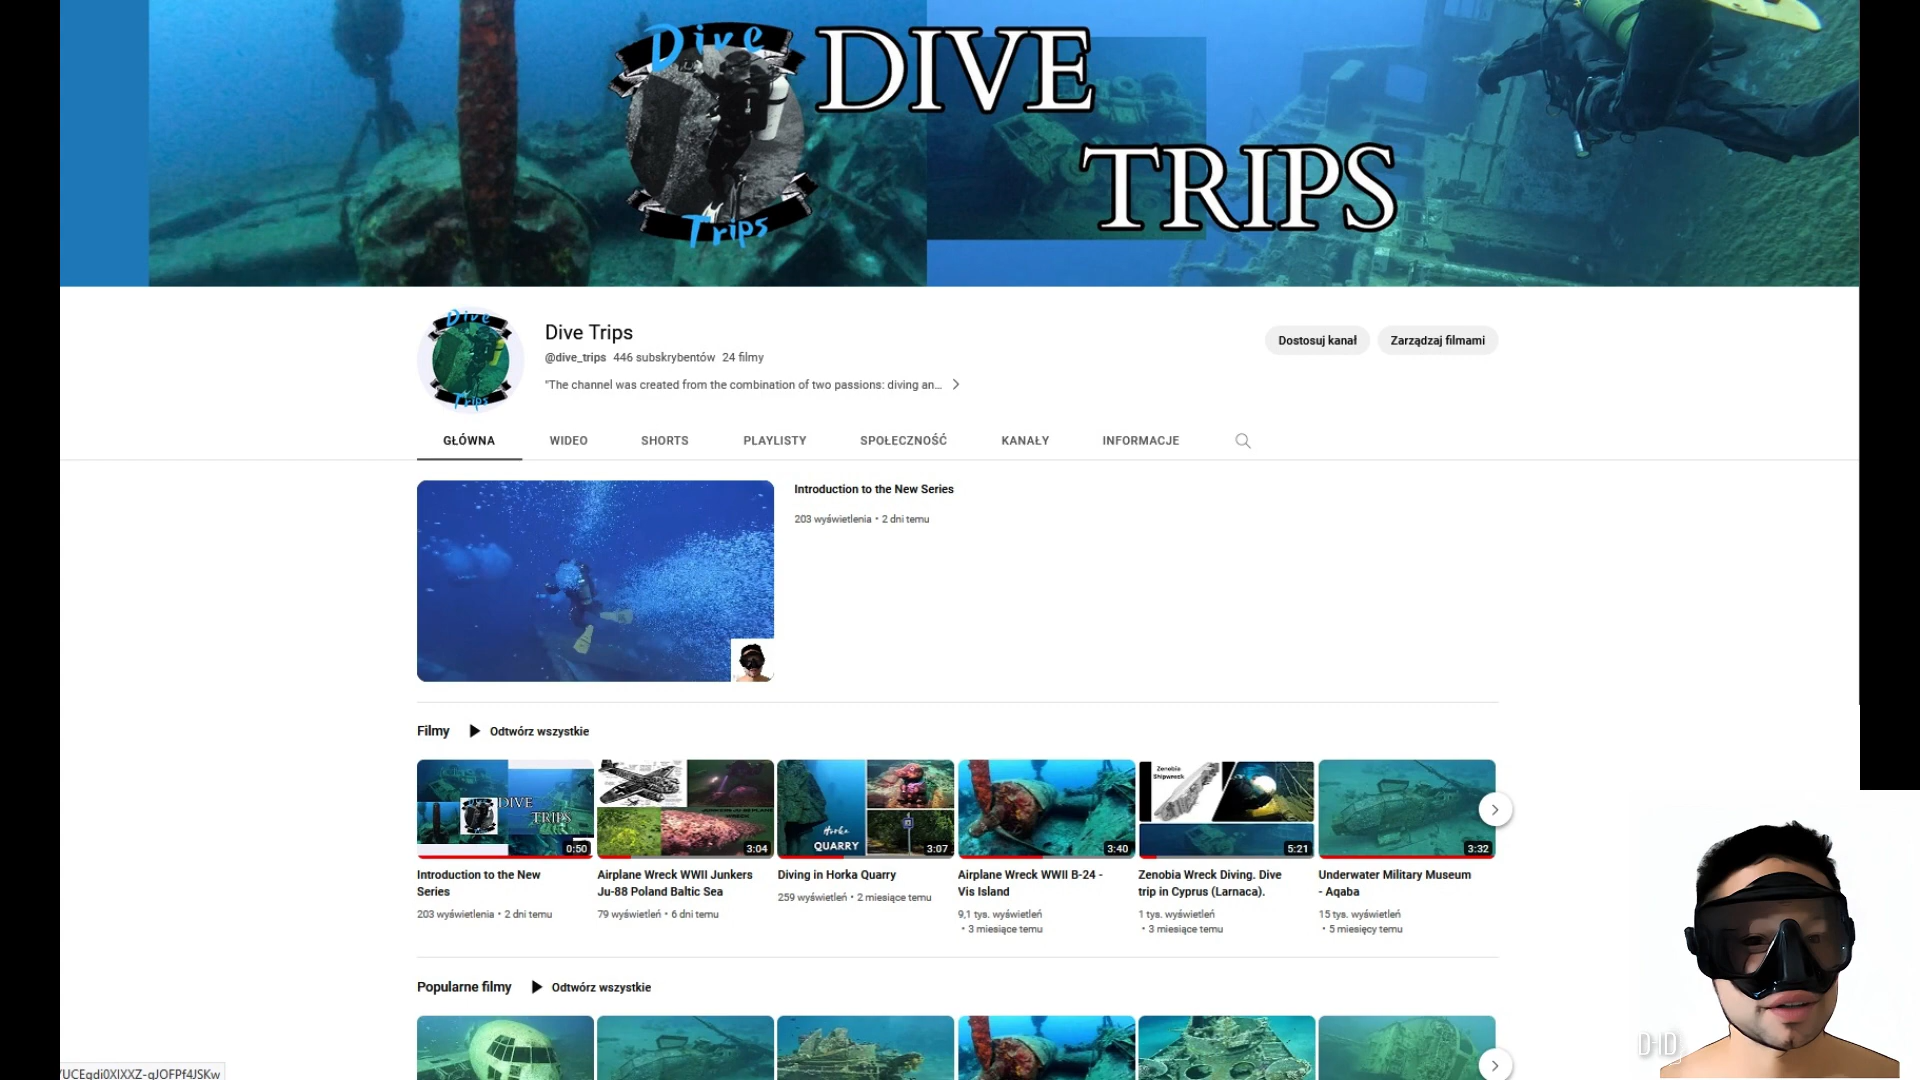 Dive
DIVE
TRIPS
Trips
Dive
Trips
Dive Trips
@dive_trips 446 subskrybentów 24 filmy
"The channel was created from the combination of two passions: diving an...
Dostosuj kanał
Zarządzaj filmami
GŁÓWNA WIDEO SHORTS PLAYLISTY SPOŁECZNOŚĆ KANAŁY INFORMACJE
Introduction to the New Series
203 wyświetlenia • 2 dni temu
Filmy Odtwórz wszystkie
DIVE
TRIPS
0:50
3:04
Horka
QUARRY
3:07
3:40
Zenobia
Shipwreck
5:21
3:32
Introduction to the New
Series
203 wyświetlenia • 2 dni temu
Airplane Wreck WWII Junkers
Ju-88 Poland Baltic Sea
79 wyświetleń • 6 dni temu
Diving in Horka Quarry
259 wyświetleń • 2 miesiące temu
Airplane Wreck WWII B-24 -
Vis Island
9,1 tys. wyświetleń
• 3 miesiące temu
Zenobia Wreck Diving. Dive
trip in Cyprus (Larnaca).
1 tys. wyświetleń
• 3 miesiące temu
Underwater Military Museum
- Aqaba
15 tys. wyświetleń
• 5 miesięcy temu
Popularne filmy Odtwórz wszystkie
D-ID